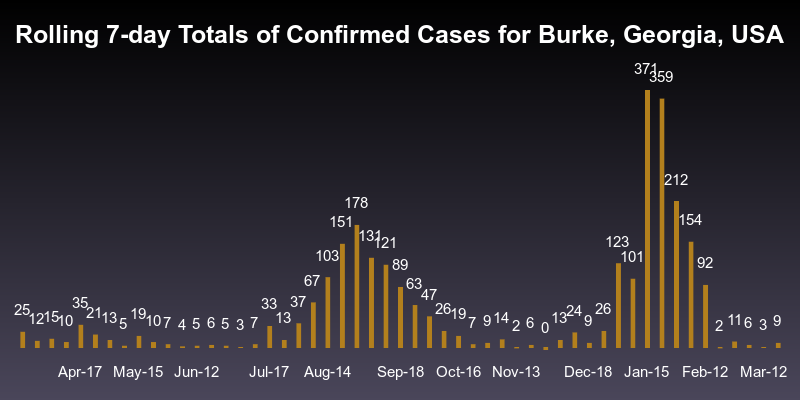 Rolling 7-day Totals of Confirmed Cases for Burke, Georgia, USA
25 12 15 10 35 21 13 5 19 10 7 4 5 6 5 3 7 33 13 37 67 103 151 178 131 121 89 63 47 26 19 7 9 14 2 6 0 13 24 9 26 123 101 371 359 212 154 92 2 11 6 3 9
Apr-17 May-15 Jun-12 Jul-17 Aug-14 Sep-18 Oct-16 Nov-13 Dec-18 Jan-15 Feb-12 Mar-12